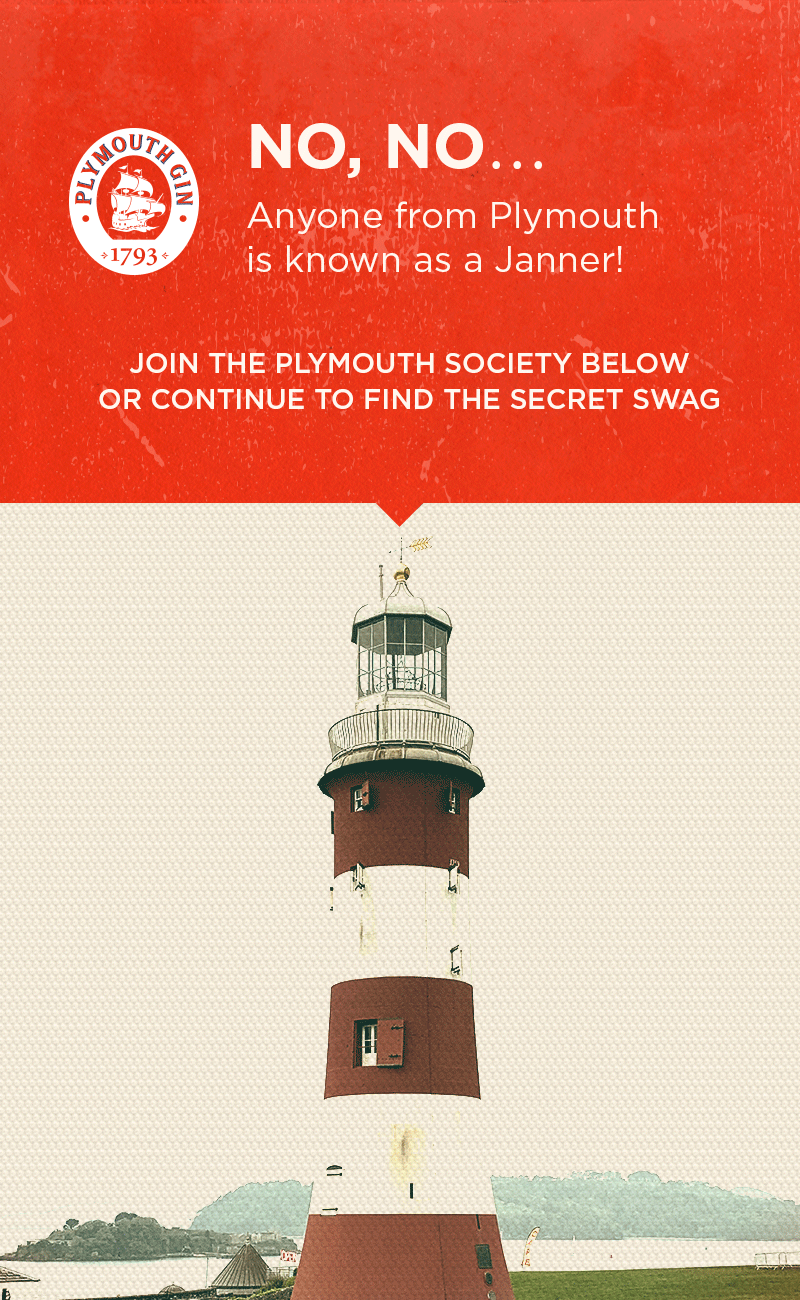 PLYMOUTH GIN
1793
NO, NO...
Anyone from Plymouth
is known as a Janner!
JOIN THE PLYMOUTH SOCIETY BELOW
OR CONTINUE TO FIND THE SECRET SWAG